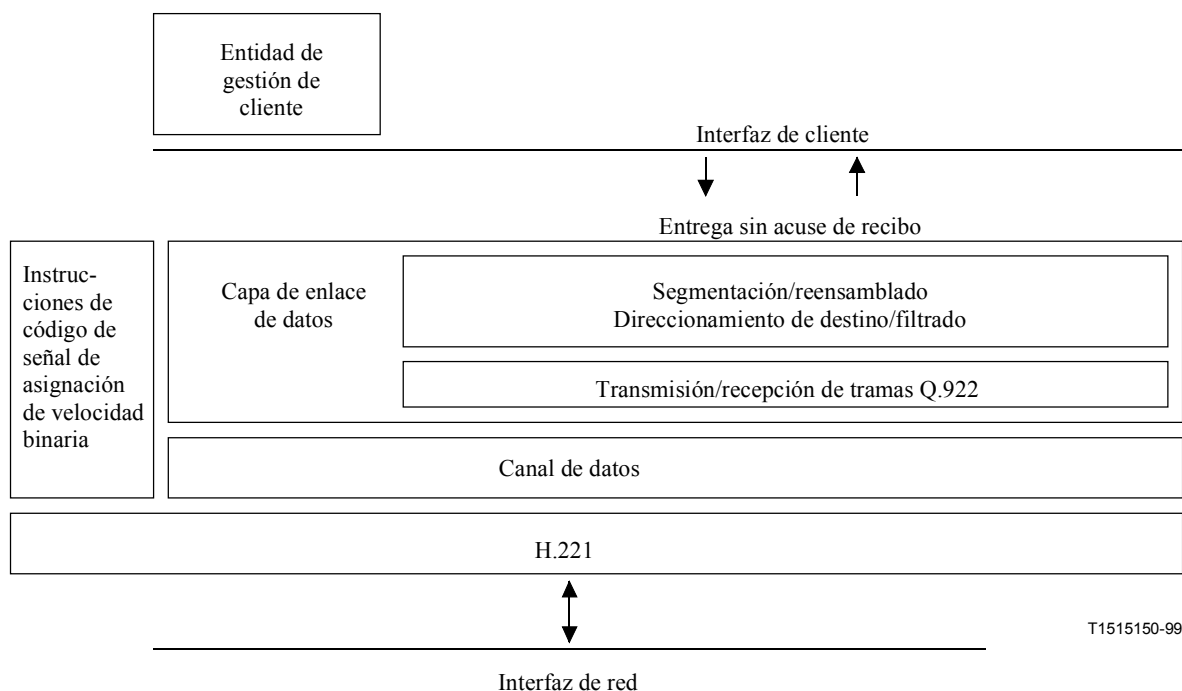 Entidad de
gestión de
cliente
Interfaz de cliente
Entrega sin acuse de recibo
Instruc-
ciones de
código de
señal de
asignación
de velocidad
binaria
Capa de enlace
de datos
Segmentación/reensamblado
Direccionamiento de destino/filtrado
Transmisión/recepción de tramas Q.922
Canal de datos
H.221
T1515150-99
Interfaz de red